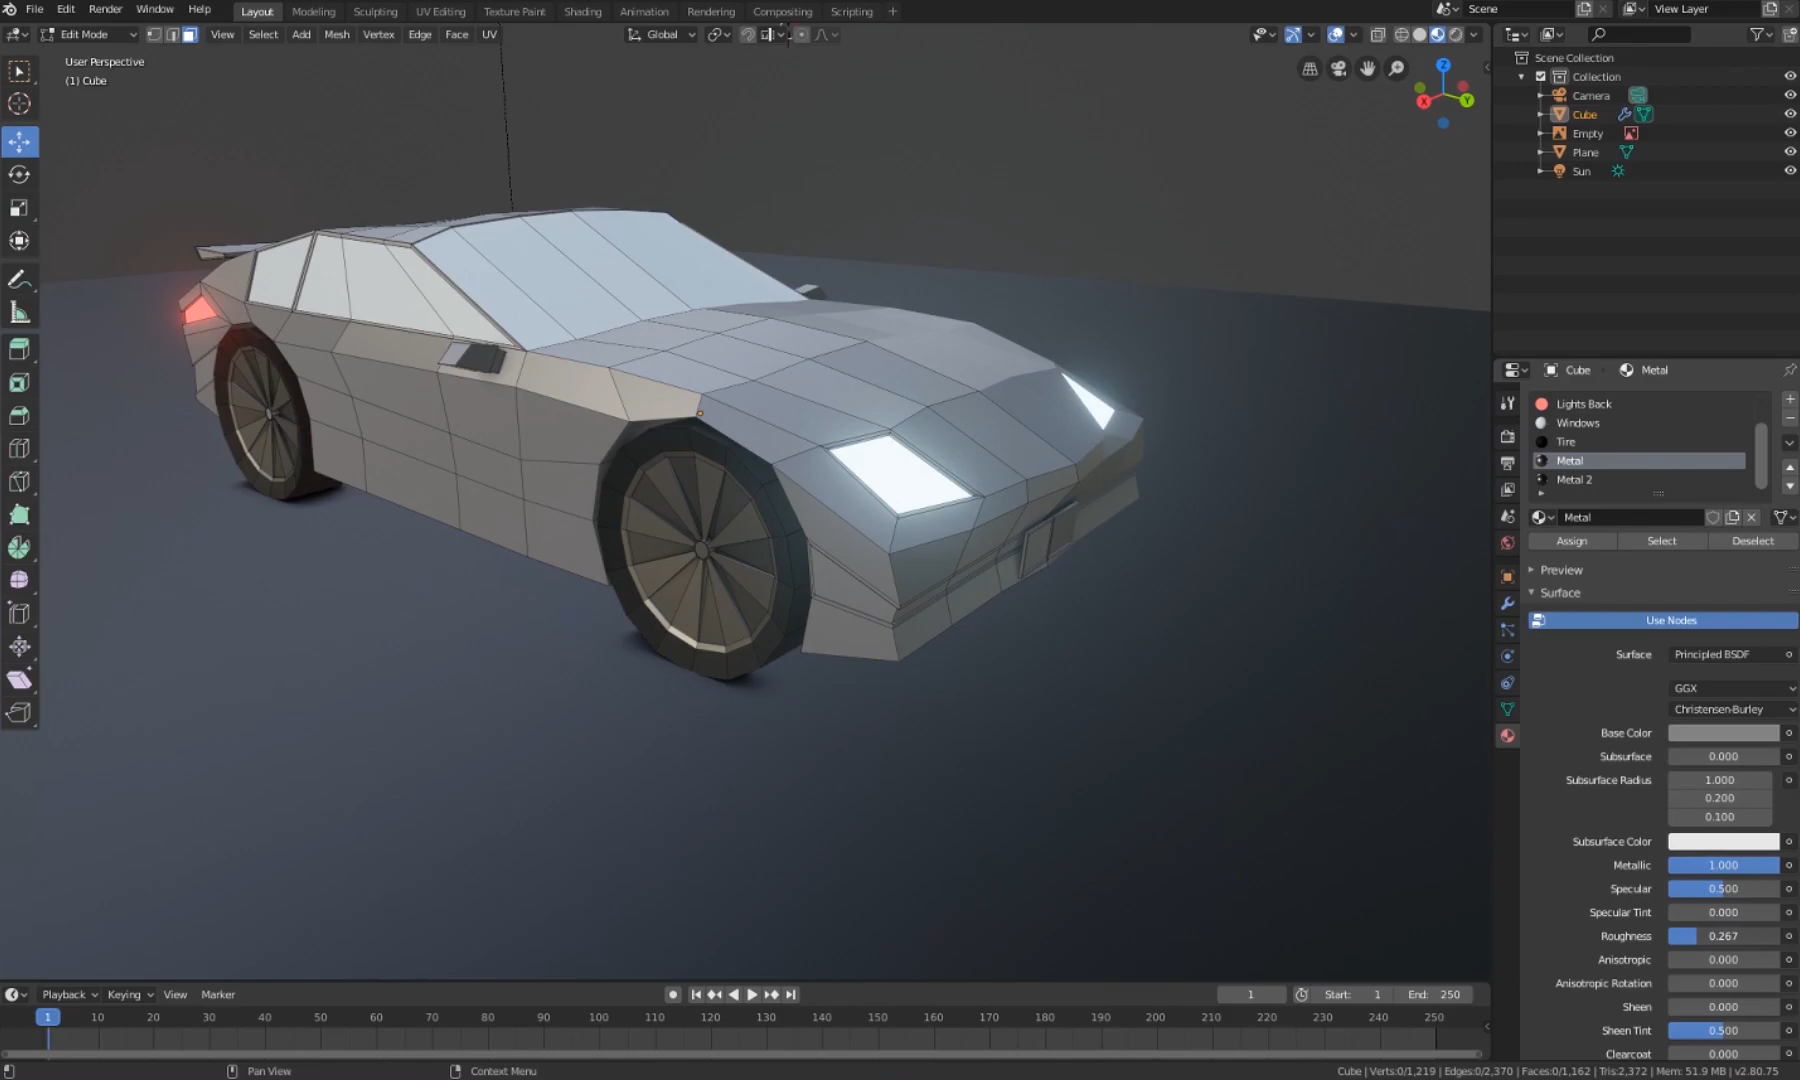 File Edit Render Window Help Layout Modeling Sculpting UV Editing Texture Paint Shading Animation Rendering Compositing Scripting + Scene View Layer
Edit Mode View Select Add Mesh Vertex Edge Face UV Global
User Perspective
(1) Cube
Z
X
Y
Scene Collection
Collection
Camera
Cube
Empty
Plane
Sun
Cube Metal
Lights Back
Windows
Tire
Metal
Metal 2
Metal
Assign Select Deselect
Preview
Surface
Use Nodes
Surface Principled BSDF
GGX
Christensen-Burley
Base Color
Subsurface 0.000
Subsurface Radius 1.000
0.200
0.100
Subsurface Color
Metallic 1.000
Specular 0.500
Specular Tint 0.000
Roughness 0.267
Anisotropic 0.000
Anisotropic Rotation 0.000
Sheen 0.000
Sheen Tint 0.500
Clearcoat 0.000
Playback Keying View Marker 1 Start: 1 End: 250
1 10 20 30 40 50 60 70 80 90 100 110 120 130 140 150 160 170 180 190 200 210 220 230 240 250
Pan View Context Menu Cube | Verts:0/1,219 | Edges:0/2,370 | Faces:0/1,162 | Tris:2,372 | Mem: 51.9 MB | v2.80.75